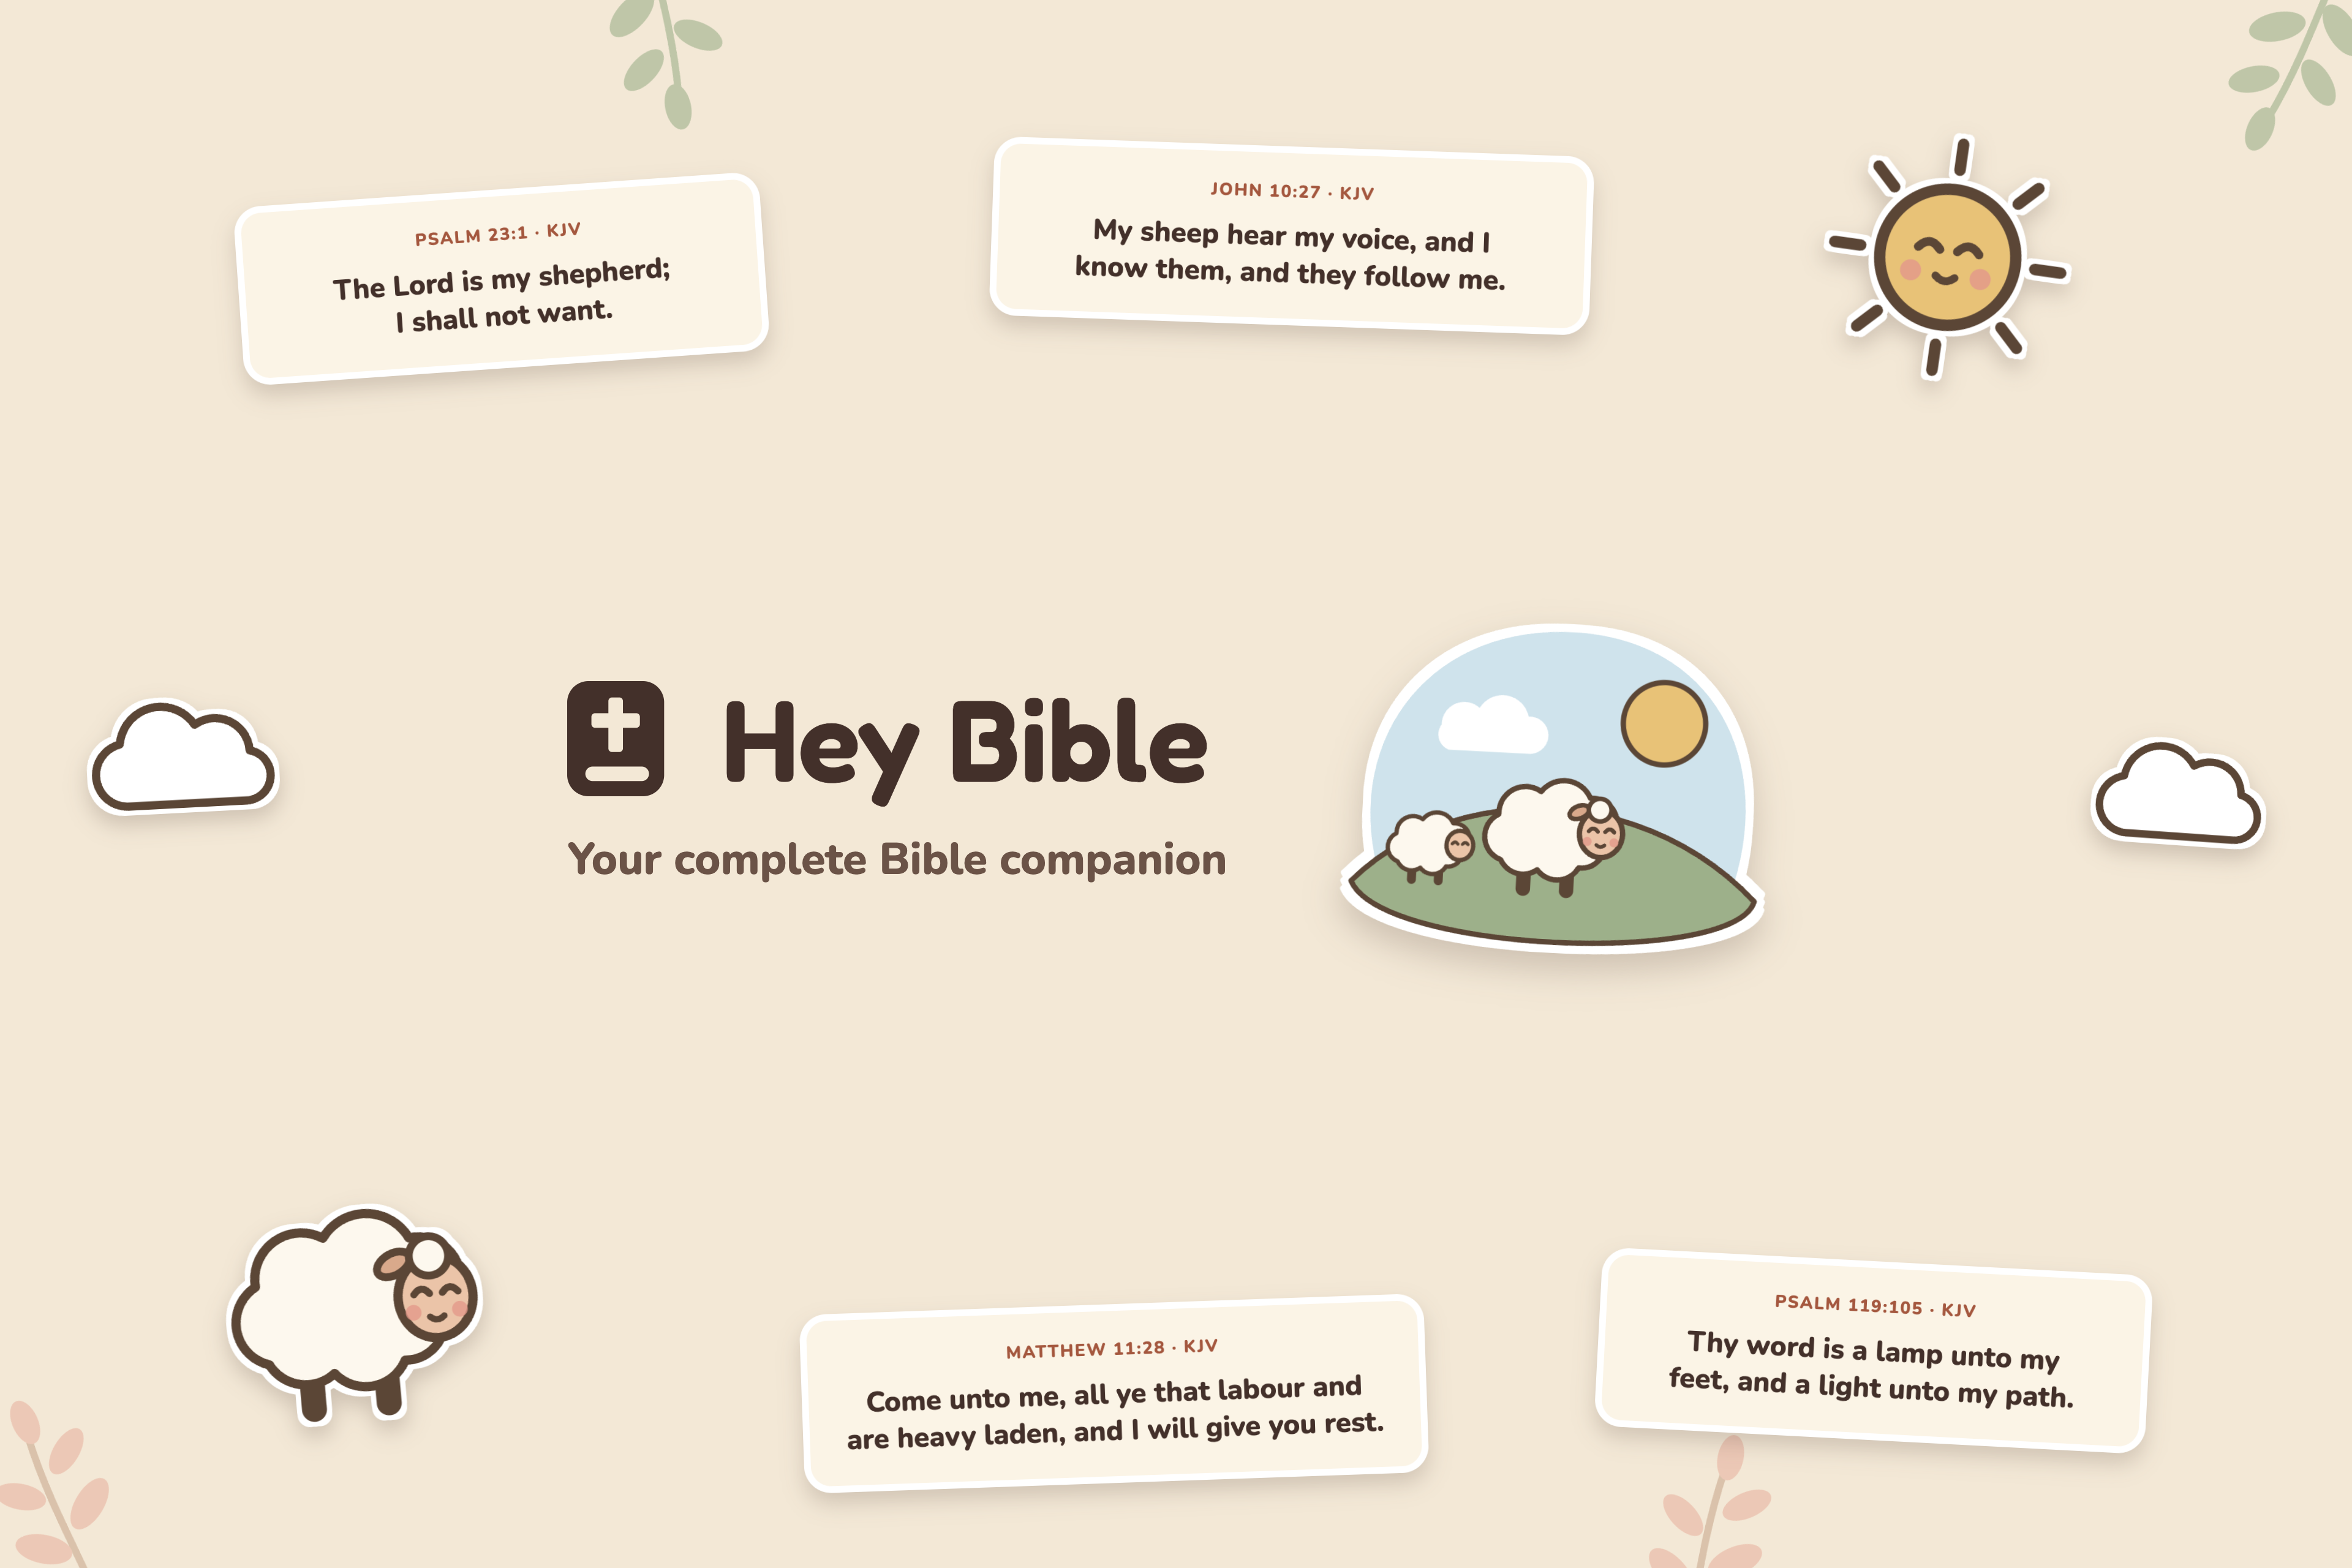 PSALM 23:1 · KJV
The Lord is my shepherd;
I shall not want.
JOHN 10:27 · KJV
My sheep hear my voice, and I
know them, and they follow me.
Hey Bible
Your complete Bible companion
MATTHEW 11:28 · KJV
Come unto me, all ye that labour and
are heavy laden, and I will give you rest.
PSALM 119:105 · KJV
Thy word is a lamp unto my
feet, and a light unto my path.